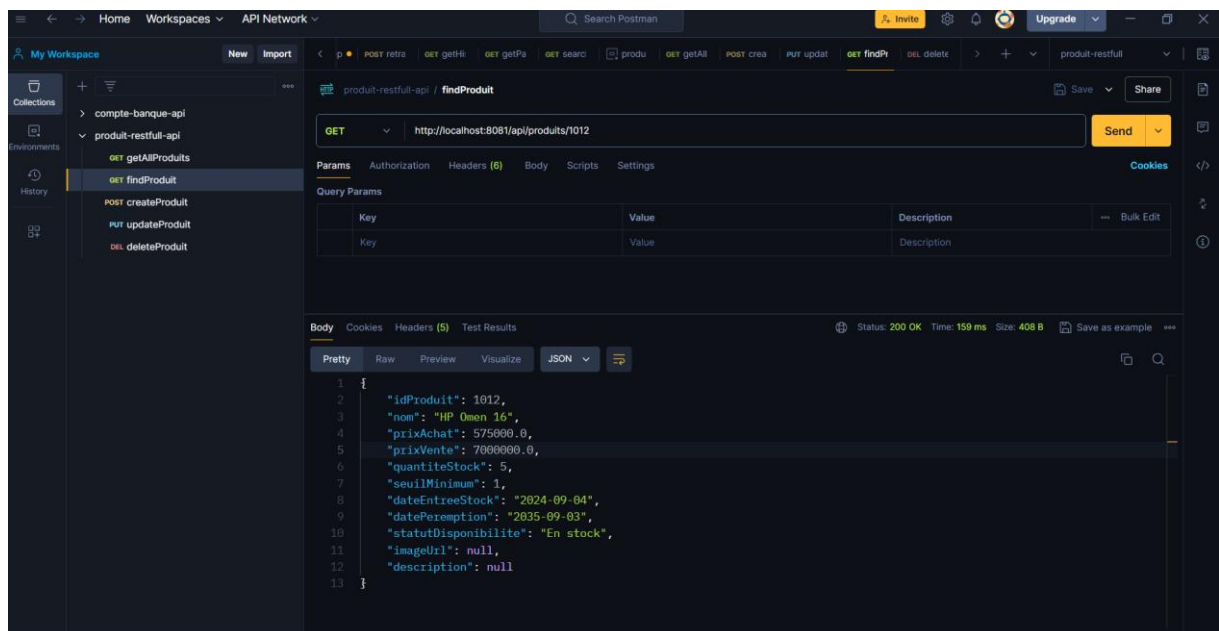 Home Workspaces API Network Search Postman Invite Upgrade
My Workspace New Import
POST retra GET getHi GET getPa GET searc produ GET getAll POST crea PUT updat GET findPr DEL delete produit-restfull
Collections
Environments
History
compte-banque-api
produit-restfull-api
GET getAllProduits
GET findProduit
POST createProduit
PUT updateProduit
DEL deleteProduit
HTTP produit-restfull-api / findProduit Save Share
GET http://localhost:8081/api/produits/1012 Send
Params Authorization Headers (6) Body Scripts Settings Cookies
Query Params
Key Value Description Bulk Edit
Key Value Description
Body Cookies Headers (5) Test Results Status: 200 OK Time: 159 ms Size: 408 B Save as example
Pretty Raw Preview Visualize JSON
1 {
2 "idProduit": 1012,
3 "nom": "HP Omen 16",
4 "prixAchat": 575000.0,
5 "prixVente": 7000000.0,
6 "quantiteStock": 5,
7 "seuilMinimum": 1,
8 "dateEntreeStock": "2024-09-04",
9 "datePeremption": "2035-09-03",
10 "statutDisponibilite": "En stock",
11 "imageUrl": null,
12 "description": null
13 }